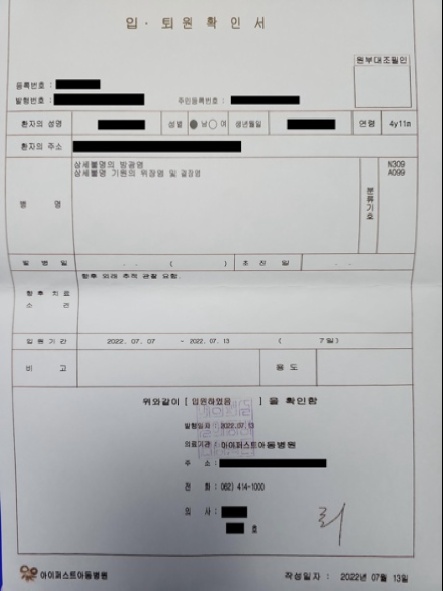 입 · 퇴 원 확 인 서
원부대조필인
등록번호 :
발행번호 :
주민등록번호 :
환자의 성명
성별 남 여
생년월일
연령 4y11m
환자의 주소
병 명
상세불명의 방광염
상세불명 기원의 위장염 및 결장염
분류기호
N309
A099
발 병 일 . . ( )
초 진 일 . .
향후 치료 소견
향후 외래 추적 관찰 요함.
입 원 기 간 2022. 07. 07 - 2022. 07. 13 ( 7일)
비 고
용 도
위와같이 [ 입원하였음 ] 을 확인함
발행일자 : 2022.07.13
의료기관 : 아이퍼스트아동병원
주 소 :
전 화 : 062) 414-1000
의 사 :
호
아이퍼스트아동병원
작성일자 : 2022년 07월 13일